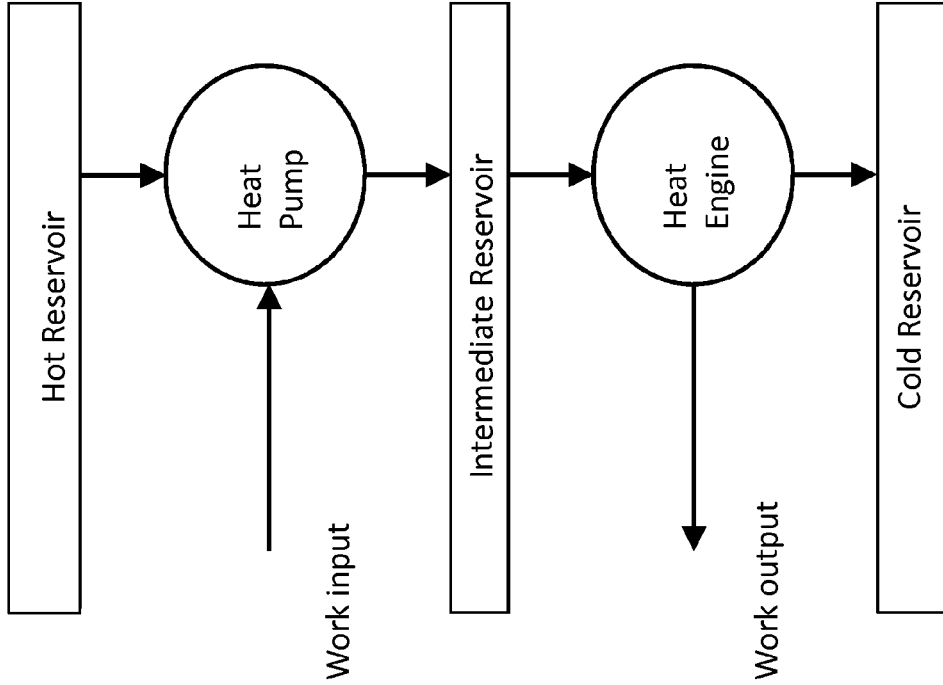 Hot Reservoir
Heat
Pump
Work input
Intermediate Reservoir
Heat
Engine
Work output
Cold Reservoir